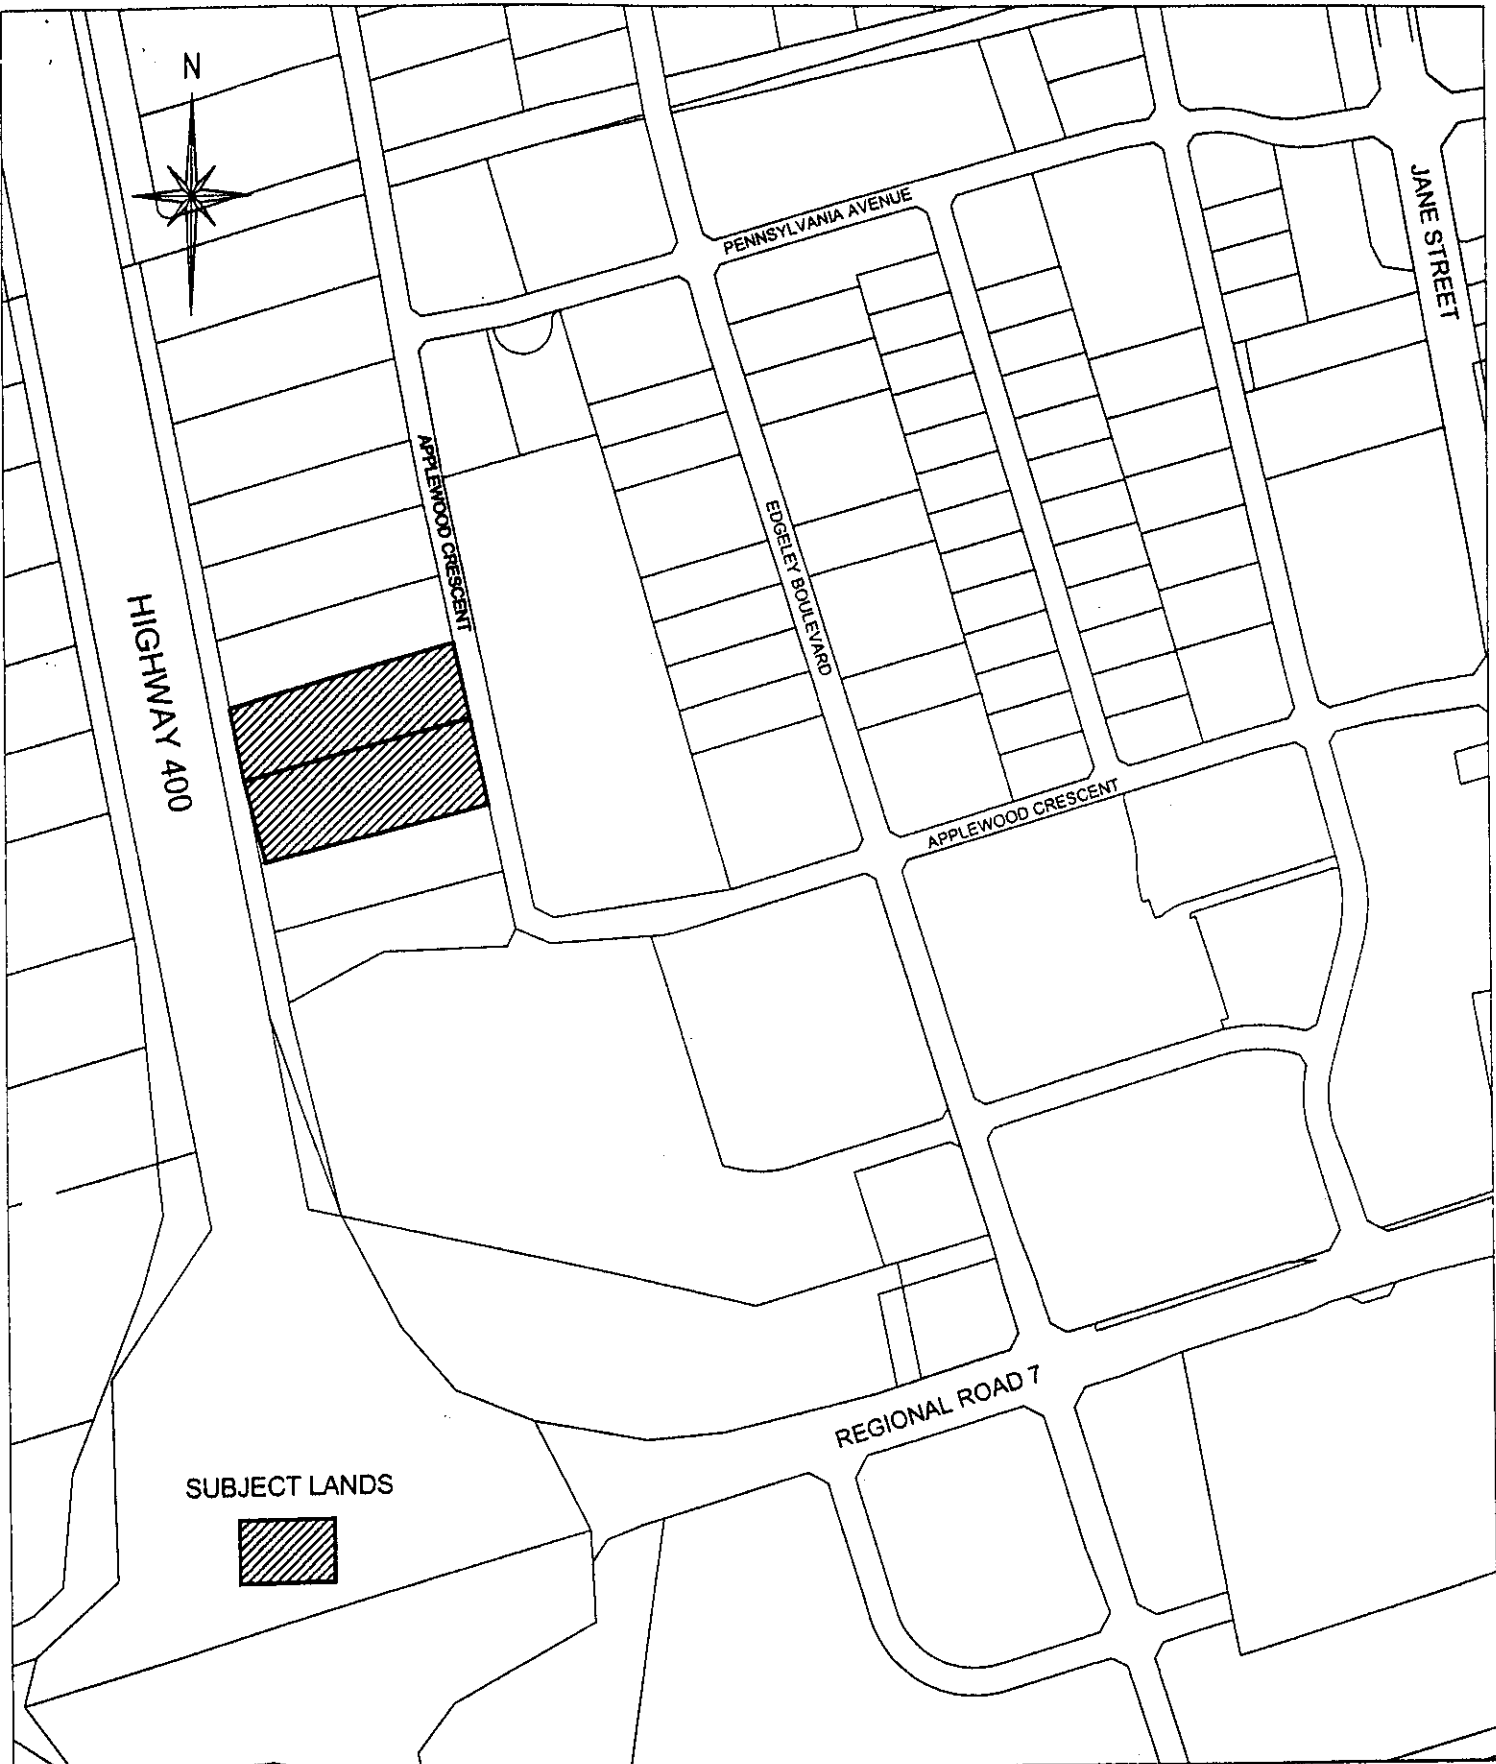 N
PENNSYLVANIA AVENUE
JANE STREET
APPLEWOOD CRESCENT
EDGELEY BOULEVARD
HIGHWAY 400
APPLEWOOD CRESCENT
REGIONAL ROAD 7
SUBJECT LANDS